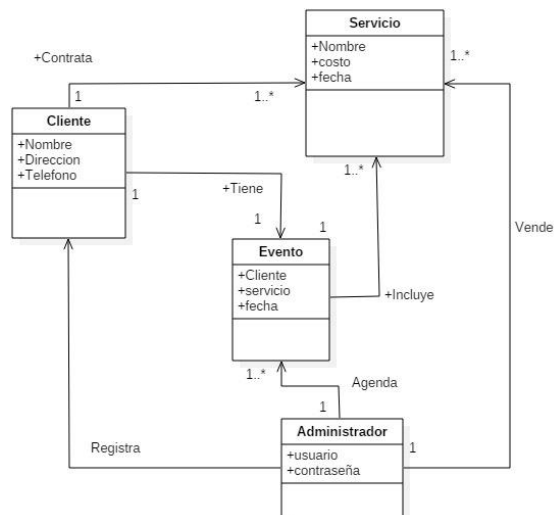 Servicio
+Nombre
+costo
+fecha
1..*
+Contrata
1
1..*
Cliente
+Nombre
+Direccion
+Telefono
1
+Tiene
1
1
1..*
Vende
Evento
+Cliente
+servicio
+fecha
+Incluye
1..*
Agenda
1
Administrador
+usuario
+contraseña
1
Registra